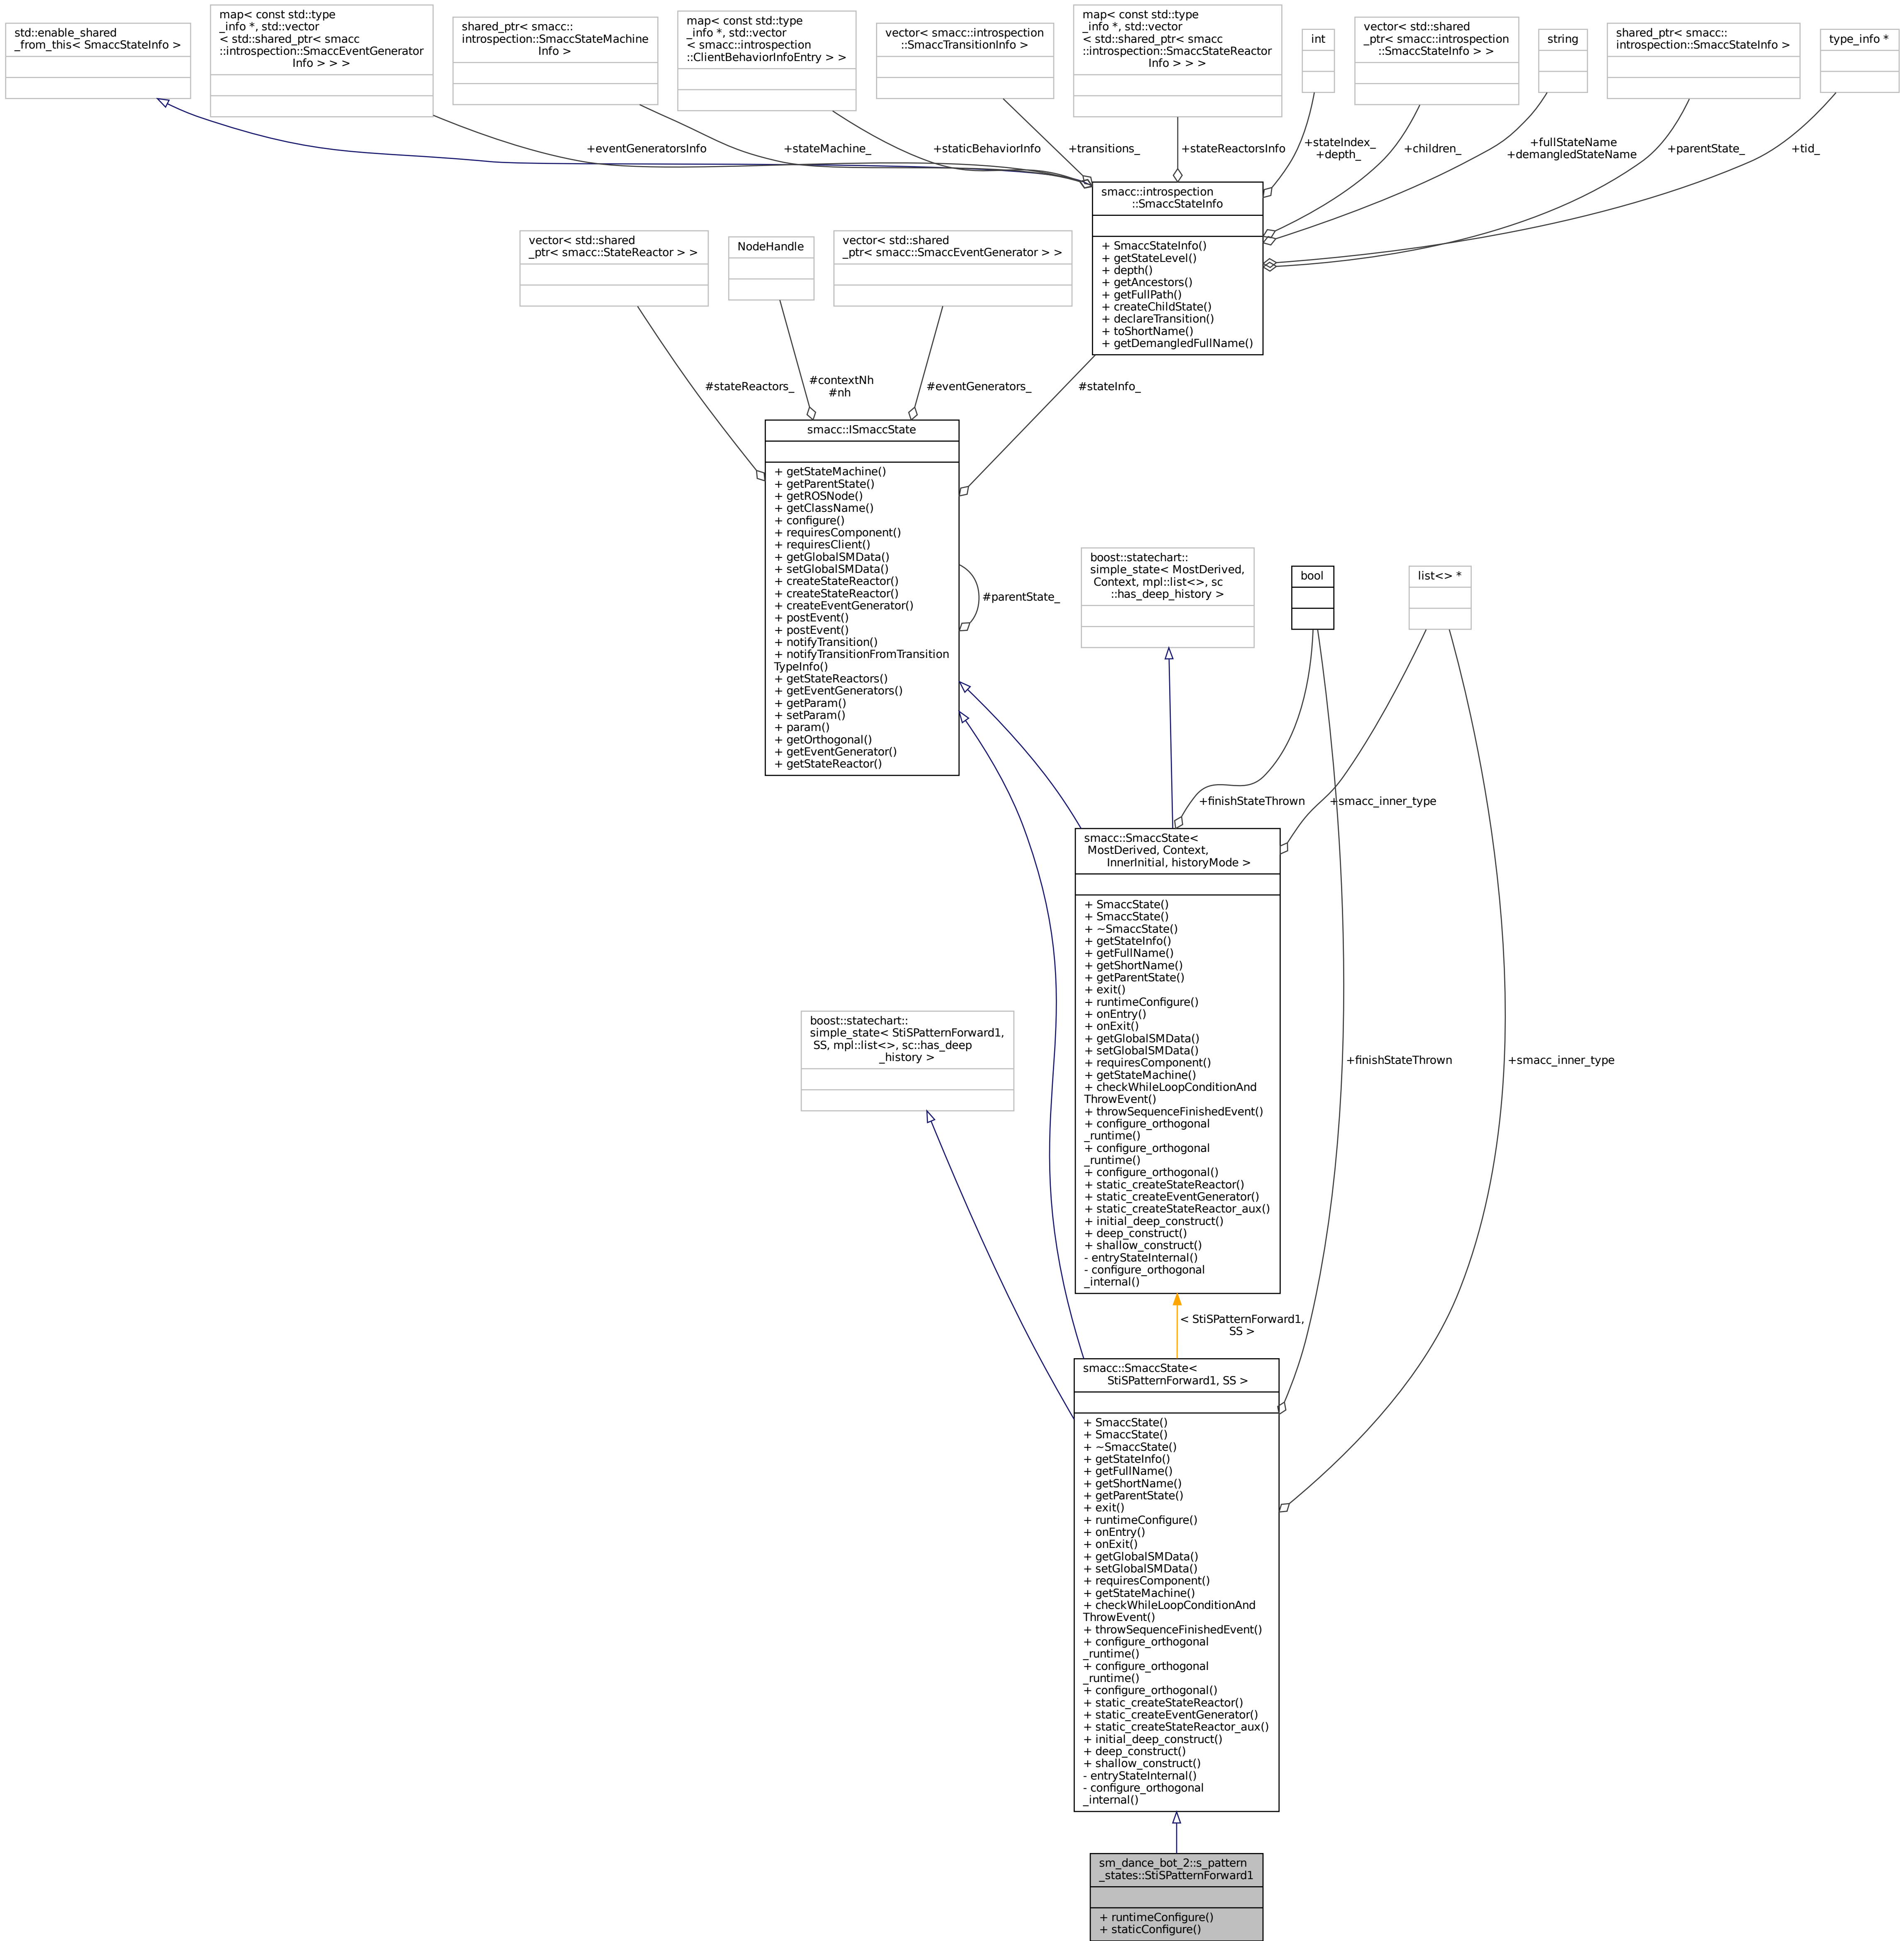 std::enable_shared
_from_this< SmaccStateInfo >
map< const std::type
_info *, std::vector
< std::shared_ptr< smacc
::introspection::SmaccEventGenerator
Info > > >
shared_ptr< smacc::
introspection::SmaccStateMachine
Info >
map< const std::type
_info *, std::vector
< smacc::introspection
::ClientBehaviorInfoEntry > >
vector< smacc::introspection
::SmaccTransitionInfo >
map< const std::type
_info *, std::vector
< std::shared_ptr< smacc
::introspection::SmaccStateReactor
Info > > >
int
vector< std::shared
_ptr< smacc::introspection
::SmaccStateInfo > >
string
shared_ptr< smacc::
introspection::SmaccStateInfo >
type_info *
+eventGeneratorsInfo
+stateMachine_
+staticBehaviorInfo
+transitions_
+stateReactorsInfo
+stateIndex_
+depth_
+children_
+fullStateName
+demangledStateName
+parentState_
+tid_
smacc::introspection
::SmaccStateInfo
+ SmaccStateInfo()
+ getStateLevel()
+ depth()
+ getAncestors()
+ getFullPath()
+ createChildState()
+ declareTransition()
+ toShortName()
+ getDemangledFullName()
vector< std::shared
_ptr< smacc::StateReactor > >
NodeHandle
vector< std::shared
_ptr< smacc::SmaccEventGenerator > >
#stateReactors_
#contextNh
#nh
#eventGenerators_
#stateInfo_
smacc::ISmaccState
+ getStateMachine()
+ getParentState()
+ getROSNode()
+ getClassName()
+ configure()
+ requiresComponent()
+ requiresClient()
+ getGlobalSMData()
+ setGlobalSMData()
+ createStateReactor()
+ createStateReactor()
+ createEventGenerator()
+ postEvent()
+ postEvent()
+ notifyTransition()
+ notifyTransitionFromTransition
TypeInfo()
+ getStateReactors()
+ getEventGenerators()
+ getParam()
+ setParam()
+ param()
+ getOrthogonal()
+ getEventGenerator()
+ getStateReactor()
#parentState_
boost::statechart::
simple_state< MostDerived,
Context, mpl::list<>, sc
::has_deep_history >
bool
list<> *
+finishStateThrown
+smacc_inner_type
smacc::SmaccState<
MostDerived, Context,
InnerInitial, historyMode >
+ SmaccState()
+ SmaccState()
+ ~SmaccState()
+ getStateInfo()
+ getFullName()
+ getShortName()
+ getParentState()
+ exit()
+ runtimeConfigure()
+ onEntry()
+ onExit()
+ getGlobalSMData()
+ setGlobalSMData()
+ requiresComponent()
+ getStateMachine()
+ checkWhileLoopConditionAnd
ThrowEvent()
+ throwSequenceFinishedEvent()
+ configure_orthogonal
_runtime()
+ configure_orthogonal
_runtime()
+ configure_orthogonal()
+ static_createStateReactor()
+ static_createEventGenerator()
+ static_createStateReactor_aux()
+ initial_deep_construct()
+ deep_construct()
+ shallow_construct()
- entryStateInternal()
- configure_orthogonal
_internal()
boost::statechart::
simple_state< StiSPatternForward1,
SS, mpl::list<>, sc::has_deep
_history >
+finishStateThrown
+smacc_inner_type
< StiSPatternForward1,
SS >
smacc::SmaccState<
StiSPatternForward1, SS >
+ SmaccState()
+ SmaccState()
+ ~SmaccState()
+ getStateInfo()
+ getFullName()
+ getShortName()
+ getParentState()
+ exit()
+ runtimeConfigure()
+ onEntry()
+ onExit()
+ getGlobalSMData()
+ setGlobalSMData()
+ requiresComponent()
+ getStateMachine()
+ checkWhileLoopConditionAnd
ThrowEvent()
+ throwSequenceFinishedEvent()
+ configure_orthogonal
_runtime()
+ configure_orthogonal
_runtime()
+ configure_orthogonal()
+ static_createStateReactor()
+ static_createEventGenerator()
+ static_createStateReactor_aux()
+ initial_deep_construct()
+ deep_construct()
+ shallow_construct()
- entryStateInternal()
- configure_orthogonal
_internal()
sm_dance_bot_2::s_pattern
_states::StiSPatternForward1
+ runtimeConfigure()
+ staticConfigure()